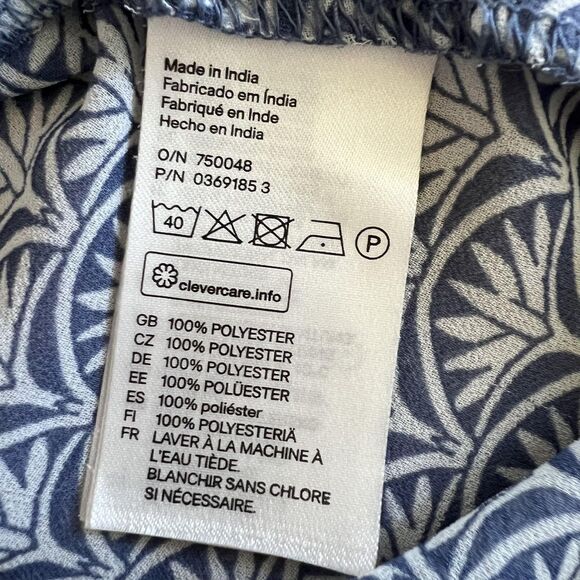 Made in India
Fabricado em Índia
Fabriqué en Inde
Hecho en India
O/N 750048
P/N 0369185 3
40 P
clevercare.info
GB 100% POLYESTER
CZ 100% POLYESTER
DE 100% POLYESTER
EE 100% POLÜESTER
ES 100% poliéster
FI 100% POLYESTERIÄ
FR LAVER À LA MACHINE À
L'EAU TIÈDE.
BLANCHIR SANS CHLORE
SI NÉCESSAIRE.